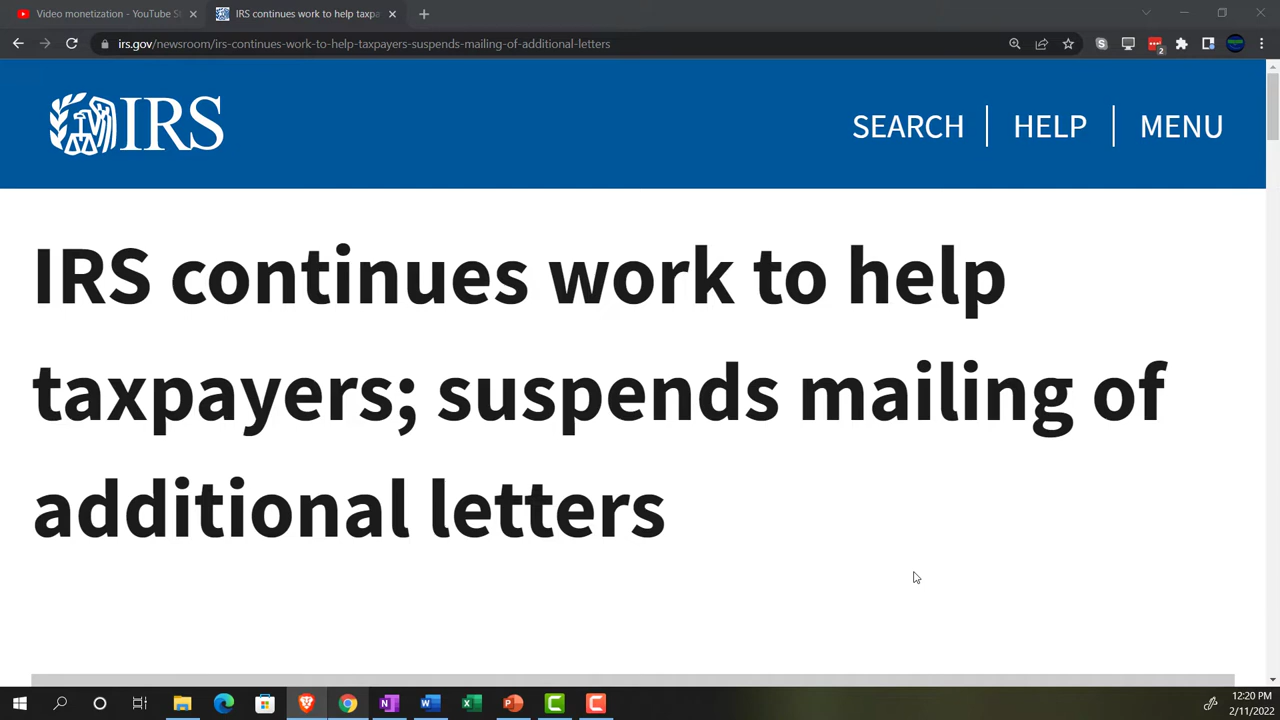 Video monetization - YouTube S
IRS continues work to help taxpa
irs.gov/newsroom/irs-continues-work-to-help-taxpayers-suspends-mailing-of-additional-letters
2
IRS
SEARCH
HELP
MENU
IRS continues work to help
taxpayers; suspends mailing of
additional letters
12:20 PM
2/11/2022